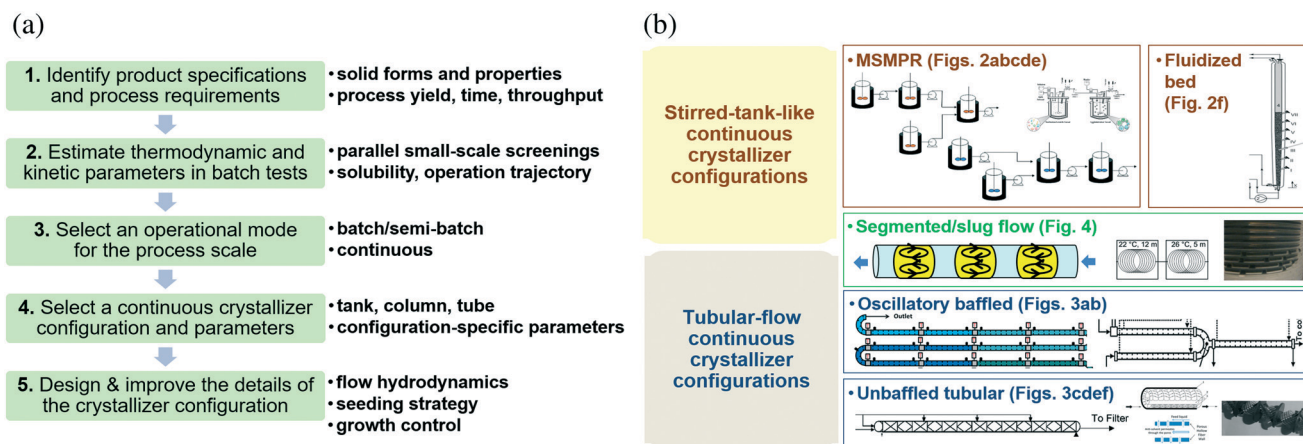 (a)
1. Identify product specifications
and process requirements
• solid forms and properties
• process yield, time, throughput
2. Estimate thermodynamic and
kinetic parameters in batch tests
• parallel small-scale screenings
• solubility, operation trajectory
3. Select an operational mode
for the process scale
• batch/semi-batch
• continuous
4. Select a continuous crystallizer
configuration and parameters
• tank, column, tube
• configuration-specific parameters
5. Design & improve the details of
the crystallizer configuration
• flow hydrodynamics
• seeding strategy
• growth control
(b)
Stirred-tank-like
continuous
crystallizer
configurations
Tubular-flow
continuous
crystallizer
configurations
• MSMPR (Figs. 2abcde)
• Fluidized
bed
(Fig. 2f)
VII
VI
V
IV
III
II
I
• Segmented/slug flow (Fig. 4)
22 °C, 12 m
26 °C, 5 m
• Oscillatory baffled (Figs. 3ab)
Outlet
• Unbaffled tubular (Figs. 3cdef)
To Filter